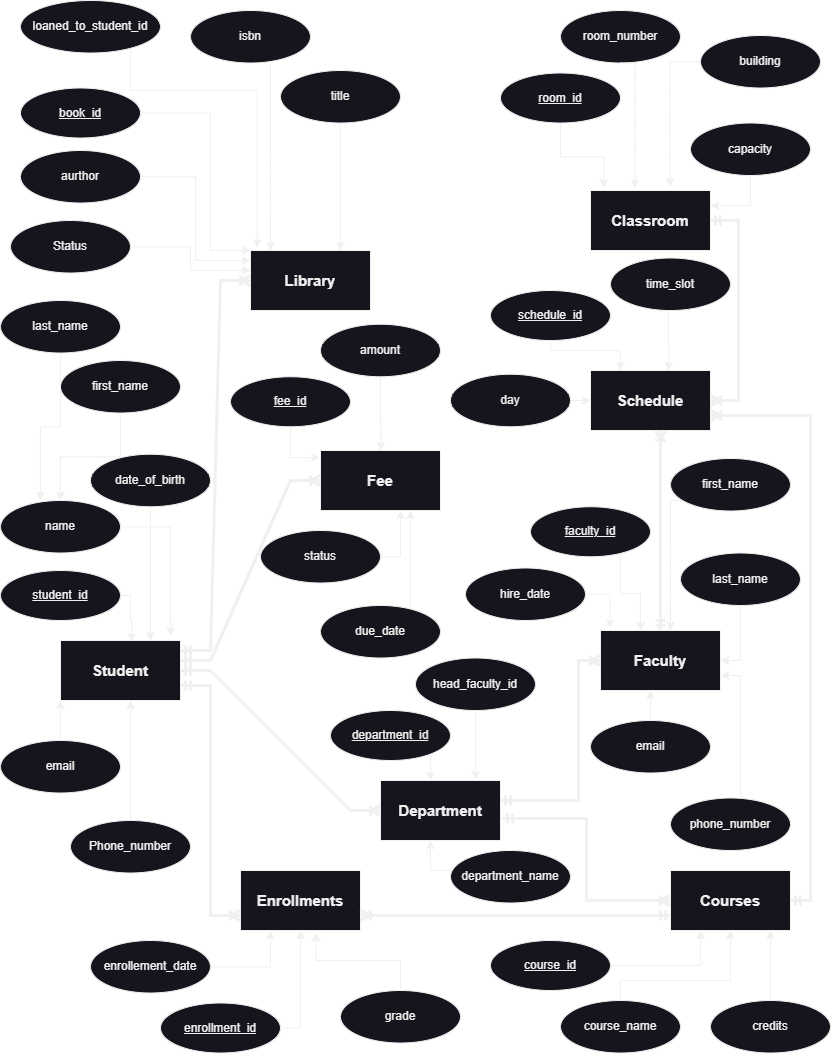 loaned_to_student_id
isbn
room_number
building
title
room_id
book_id
capacity
aurthor
Classroom
Status
Library
time_slot
schedule_id
last_name
amount
first_name
fee_id
day
Schedule
date_of_birth
Fee
first_name
name
faculty_id
status
last_name
student_id
hire_date
due_date
Student
Faculty
head_faculty_id
department_id
email
email
Department
phone_number
Phone_number
department_name
Enrollments
Courses
enrollement_date
course_id
grade
enrollment_id
course_name
credits